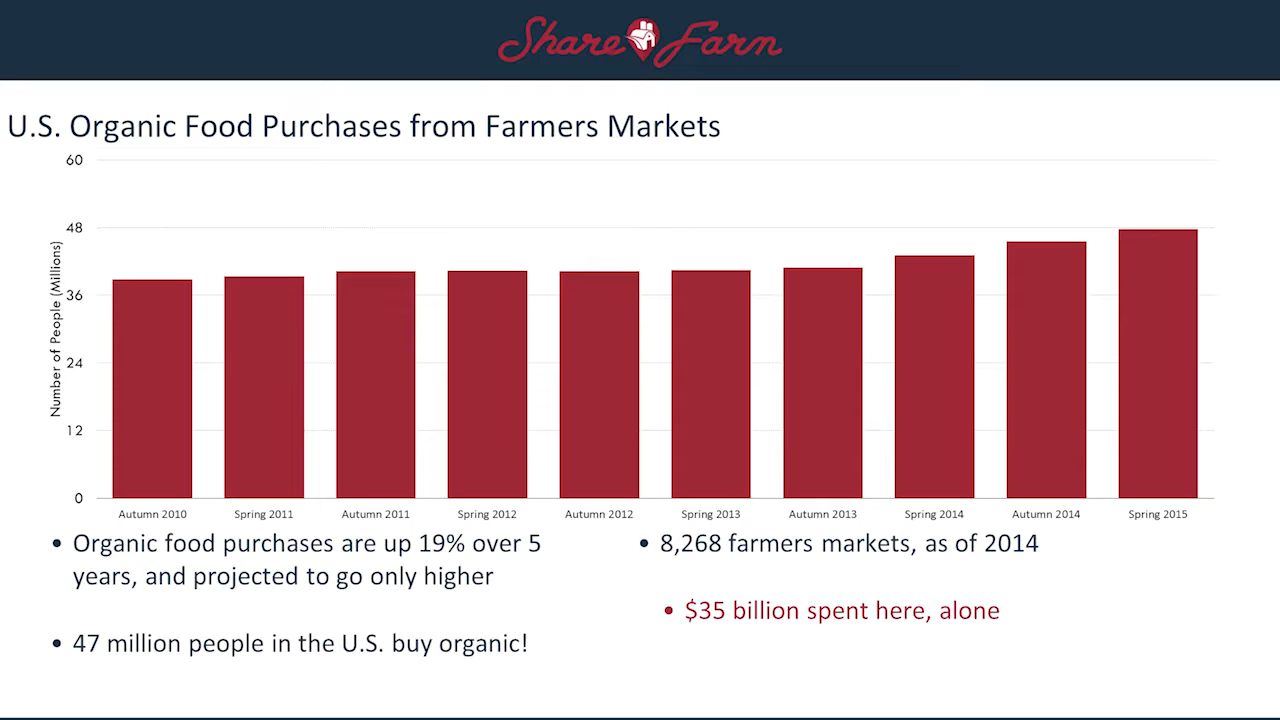 Share Farm
U.S. Organic Food Purchases from Farmers Markets
60
48
36
24
12
0
Number of People (Millions)
Autumn 2010 Spring 2011 Autumn 2011 Spring 2012 Autumn 2012 Spring 2013 Autumn 2013 Spring 2014 Autumn 2014 Spring 2015
• Organic food purchases are up 19% over 5
years, and projected to go only higher
• 47 million people in the U.S. buy organic!
• 8,268 farmers markets, as of 2014
• $35 billion spent here, alone